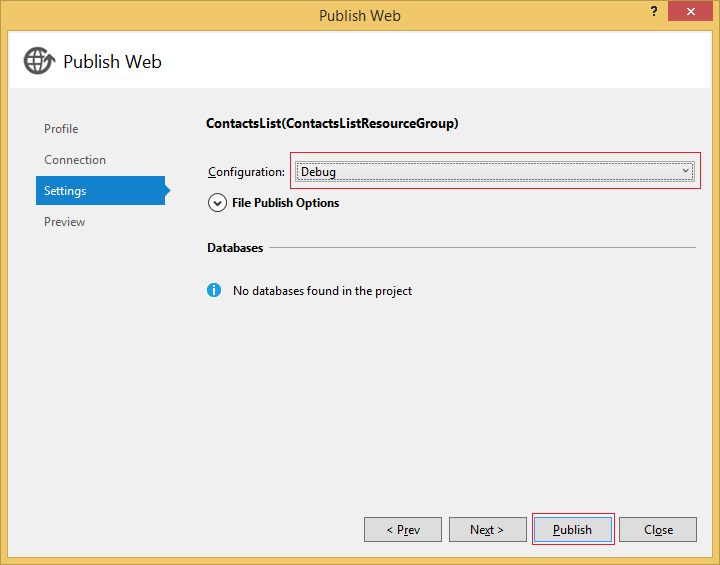 Publish Web
?
Publish Web
Profile
Connection
Settings
Preview
ContactsList(ContactsListResourceGroup)
Configuration: Debug
File Publish Options
Databases
No databases found in the project
< Prev Next > Publish Close